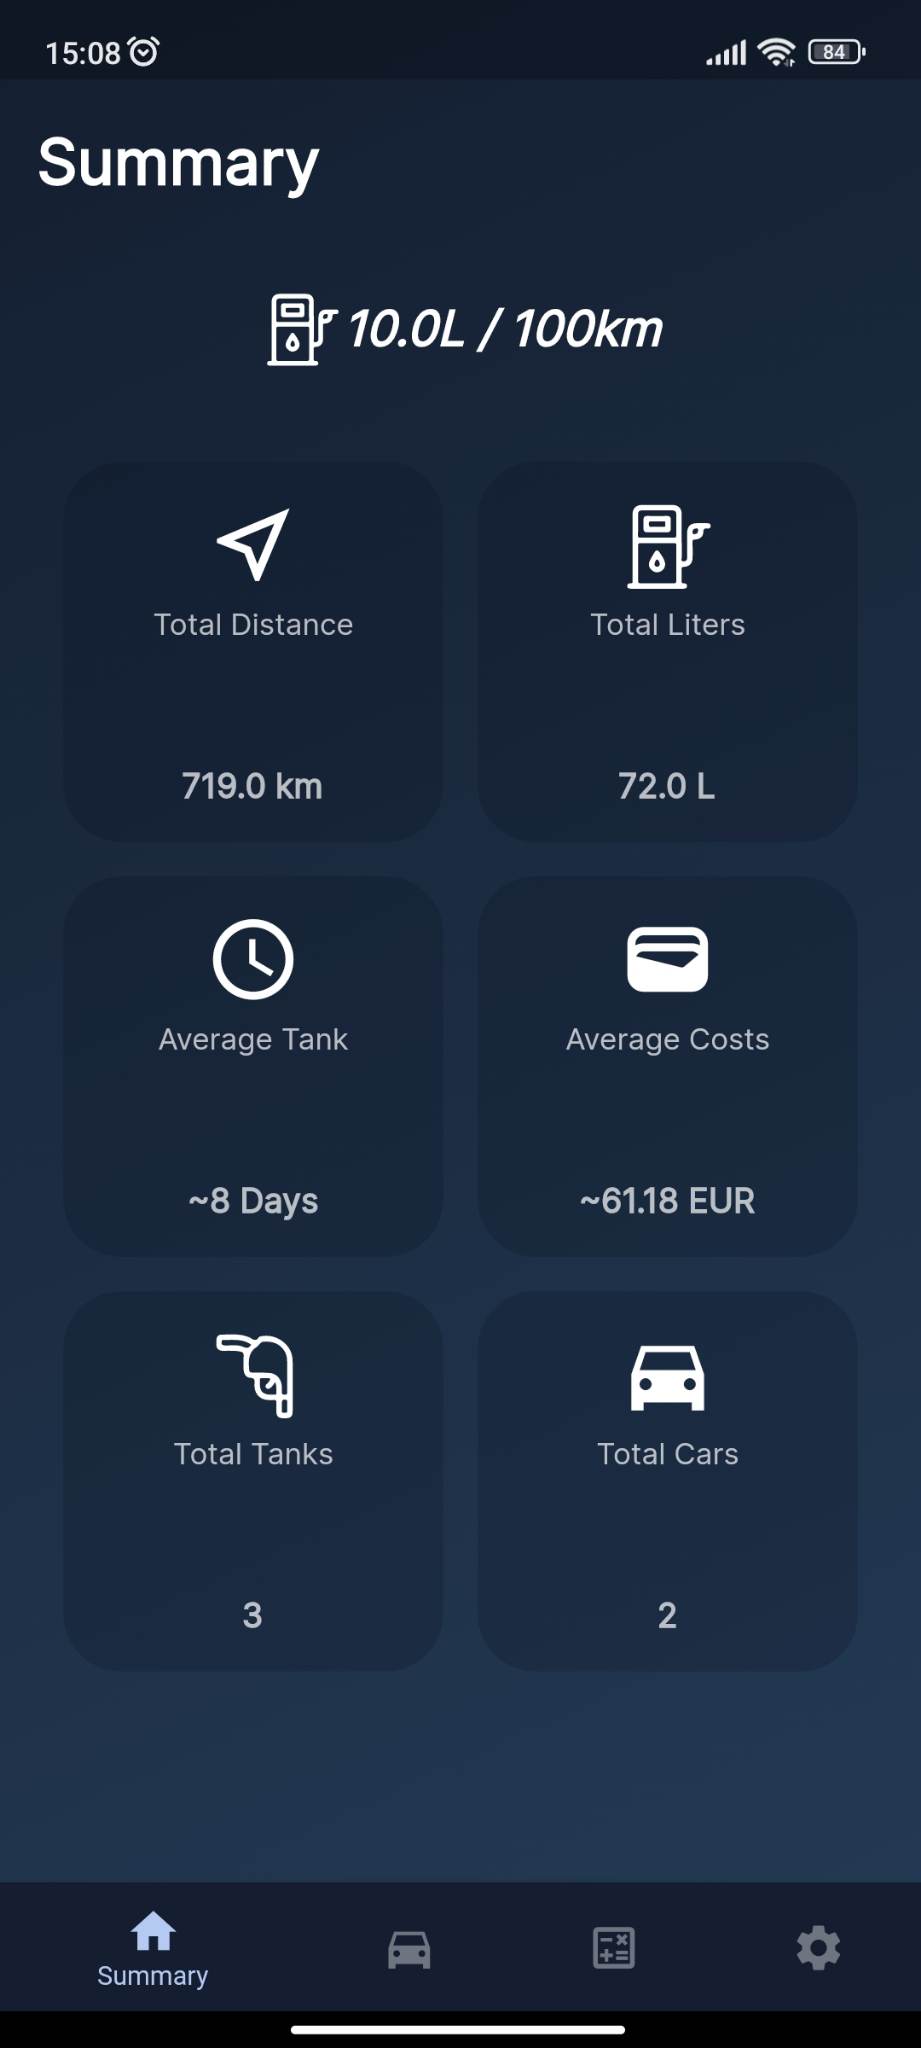 15:08
84
Summary
10.0L / 100km
Total Distance
719.0 km
Total Liters
72.0 L
Average Tank
~8 Days
Average Costs
~61.18 EUR
Total Tanks
3
Total Cars
2
Summary